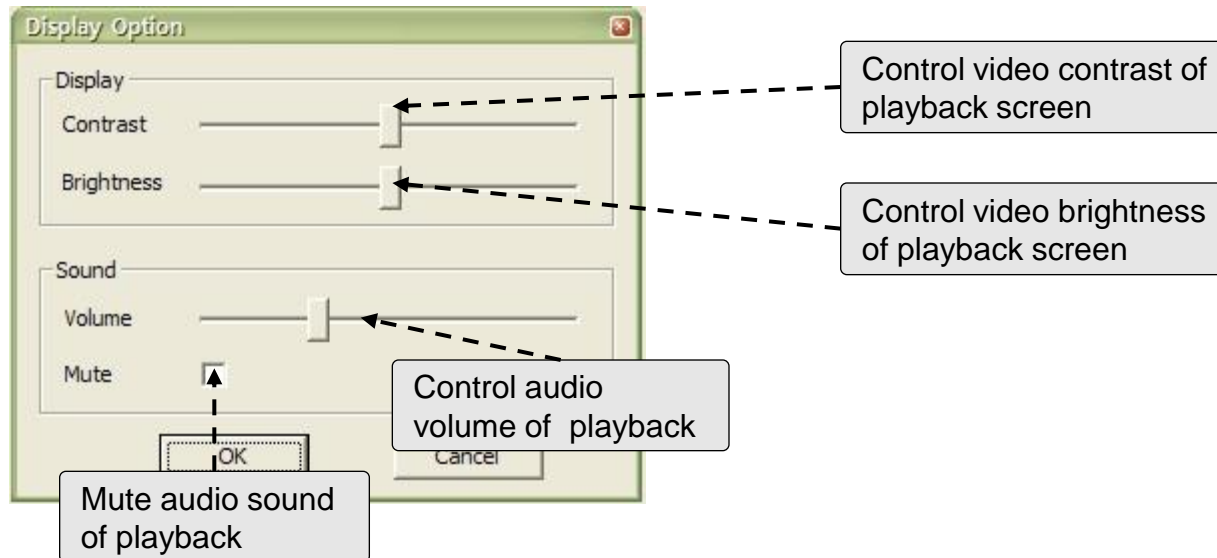 Display Option
Display
Contrast
Brightness
Sound
Volume
Mute
OK
Cancel
Control video contrast of
playback screen
Control video brightness
of playback screen
Control audio
volume of  playback
Mute audio sound
of playback